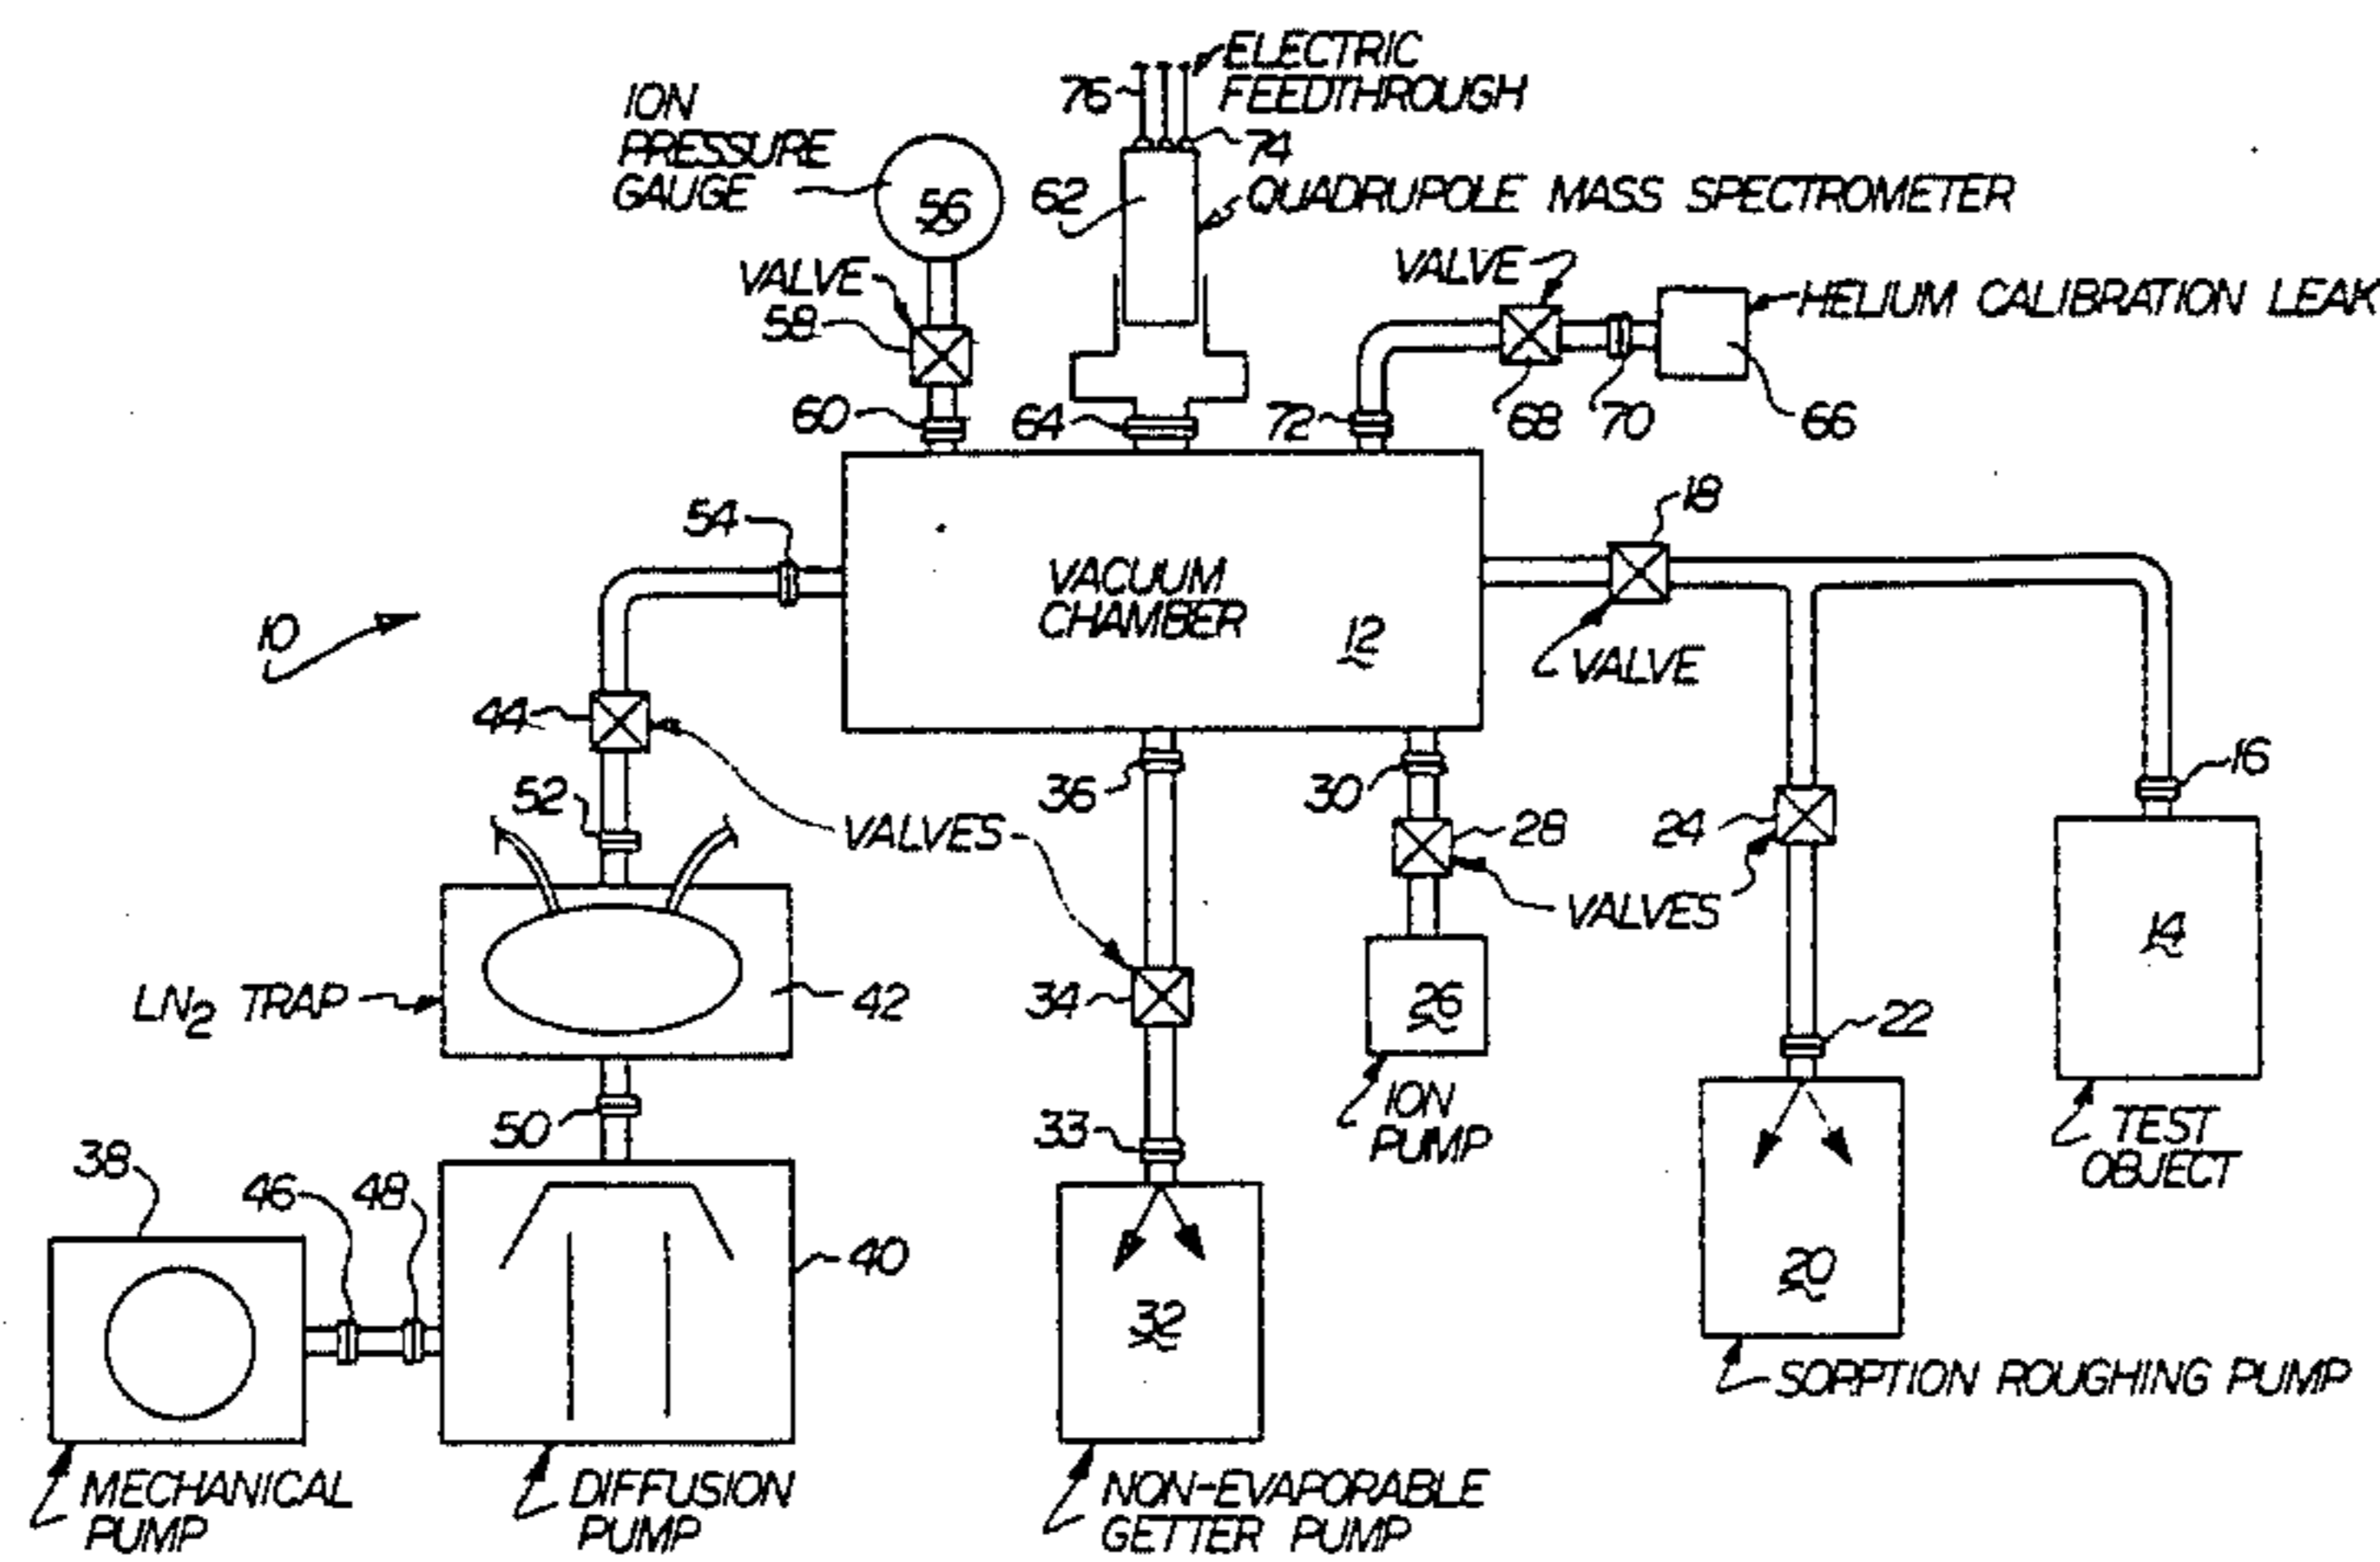 ELECTRIC
FEEDTHROUGH
76
74
ION
PRESSURE
GAUGE
56
62
QUADRUPOLE MASS SPECTROMETER
VALVE
58
VALVE
HELIUM CALIBRATION LEAK
60
64
72
68
70
66
54
18
VACUUM
CHAMBER
12
VALVE
10
44
52
36
30
16
VALVES
28
24
VALVES
14
LN2 TRAP
42
34
26
22
50
33
ION
PUMP
TEST
OBJECT
38
46
48
40
32
20
SORPTION ROUGHING PUMP
MECHANICAL
PUMP
DIFFUSION
PUMP
NON-EVAPORABLE
GETTER PUMP